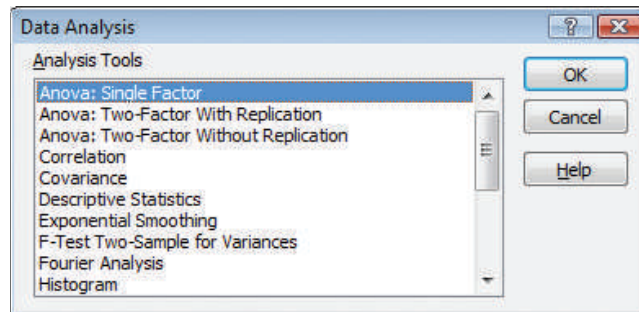 Data Analysis
Analysis Tools
Anova: Single Factor
Anova: Two-Factor With Replication
Anova: Two-Factor Without Replication
Correlation
Covariance
Descriptive Statistics
Exponential Smoothing
F-Test Two-Sample for Variances
Fourier Analysis
Histogram
OK
Cancel
Help